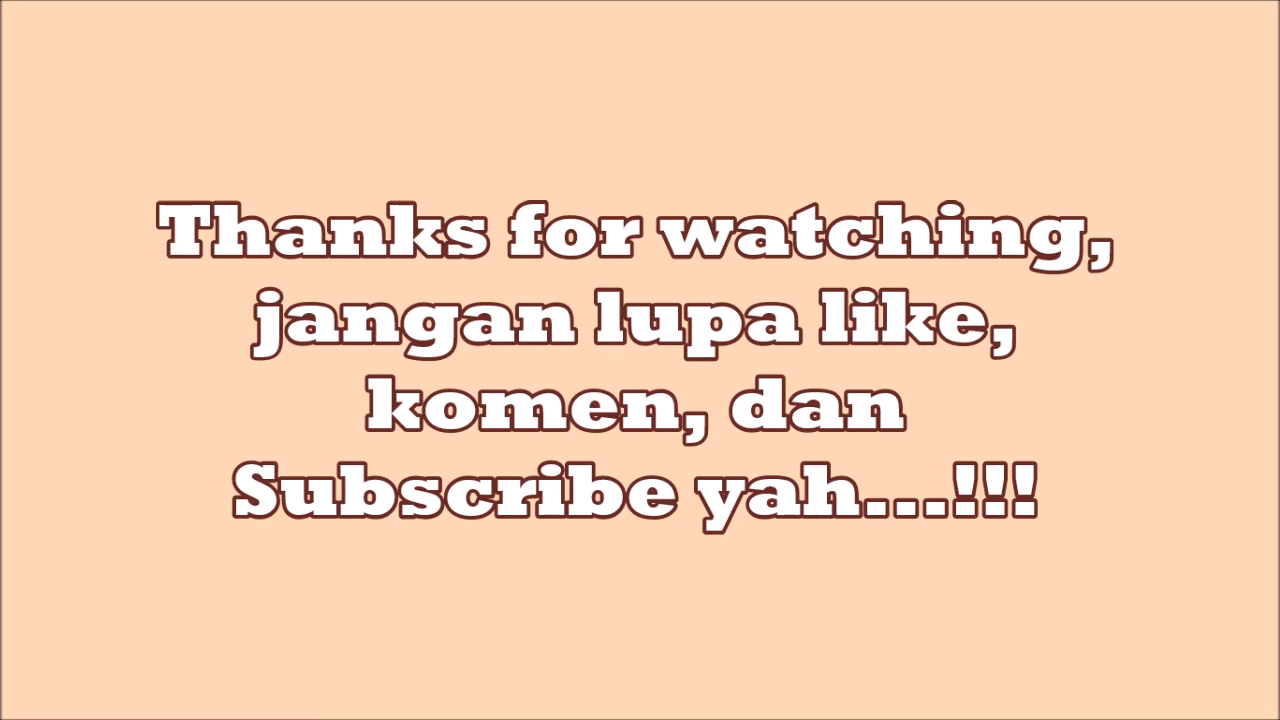 Thanks for watching,
jangan lupa like,
komen, dan
Subscribe yah...!!!